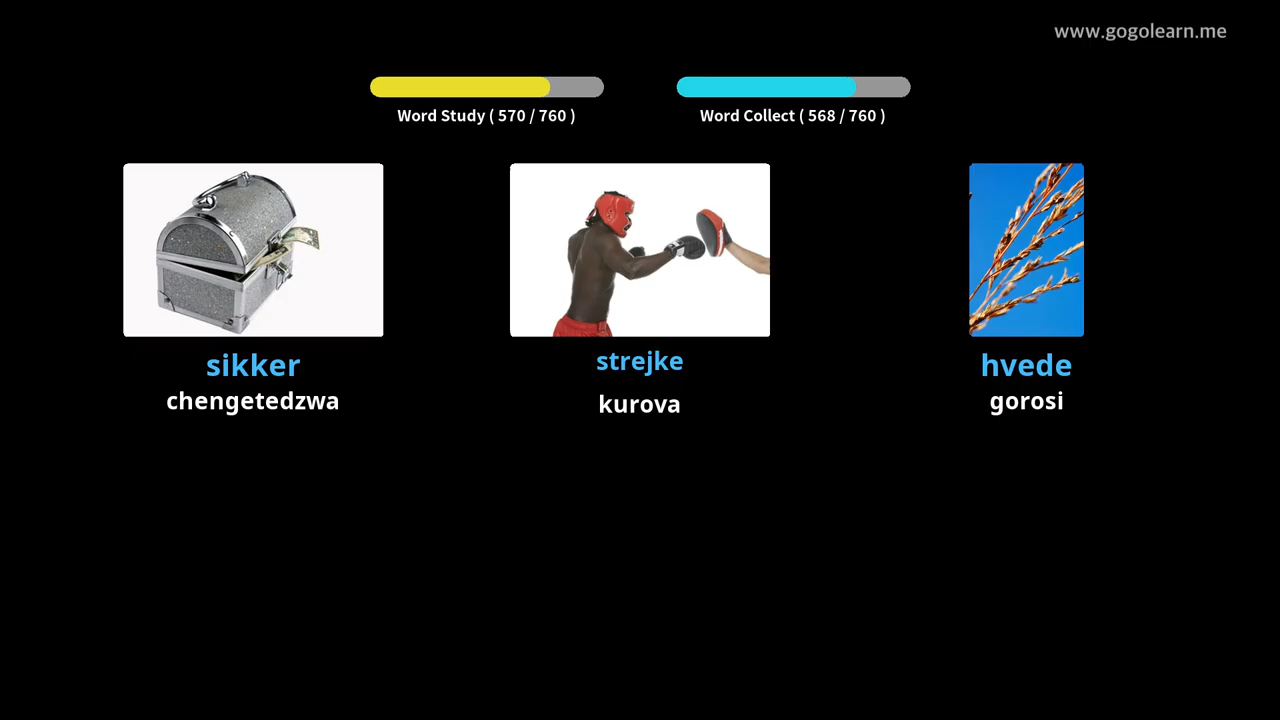 www.gogolearn.me
Word Study ( 570 / 760 )
Word Collect ( 568 / 760 )
sikker
chengetedzwa
strejke
kurova
hvede
gorosi